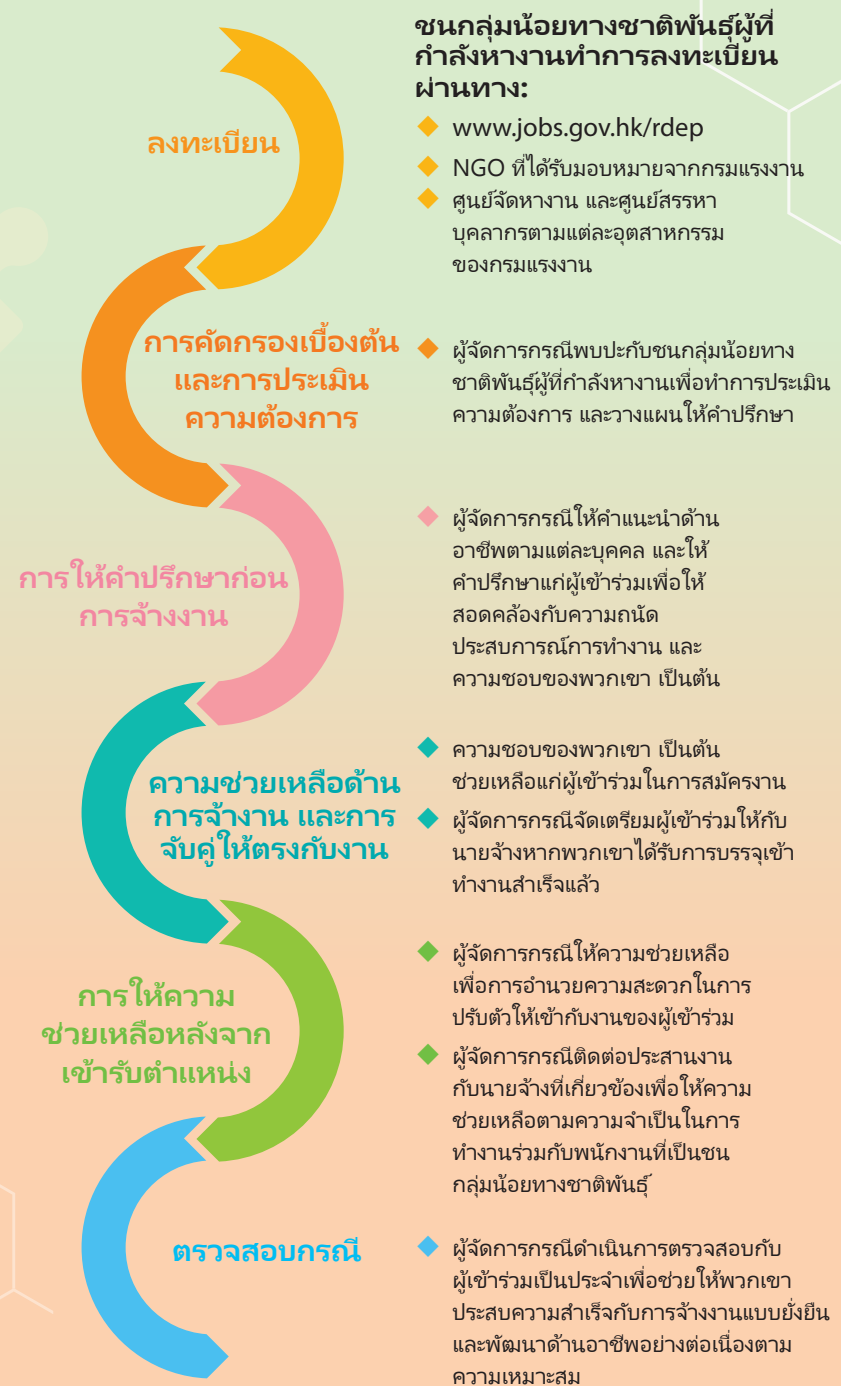 ชนกลุ่มน้อยทางชาติพันธุ์ผู้ที่
กำลังหางานทำการลงทะเบียน
ผ่านทาง:
ลงทะเบียน
◆ www.jobs.gov.hk/rdep
◆ NGO ที่ได้รับมอบหมายจากกรมแรงงาน
◆ ศูนย์จัดหางาน และศูนย์สรรหา
บุคลากรตามแต่ละอุตสาหกรรม
ของกรมแรงงาน
การคัดกรองเบื้องต้น
และการประเมิน
ความต้องการ
◆ ผู้จัดการกรณีพบปะกับชนกลุ่มน้อยทาง
ชาติพันธุ์ผู้ที่กำลังหางานเพื่อทำการประเมิน
ความต้องการ และวางแผนให้คำปรึกษา
การให้คำปรึกษาก่อน
การจ้างงาน
◆ ผู้จัดการกรณีให้คำแนะนำด้าน
อาชีพตามแต่ละบุคคล และให้
คำปรึกษาแก่ผู้เข้าร่วมเพื่อให้
สอดคล้องกับความถนัด
ประสบการณ์การทำงาน และ
ความชอบของพวกเขา เป็นต้น
ความช่วยเหลือด้าน
การจ้างงาน และการ
จับคู่ให้ตรงกับงาน
◆ ความชอบของพวกเขา เป็นต้น
ช่วยเหลือแก่ผู้เข้าร่วมในการสมัครงาน
◆ ผู้จัดการกรณีจัดเตรียมผู้เข้าร่วมให้กับ
นายจ้างหากพวกเขาได้รับการบรรจุเข้า
ทำงานสำเร็จแล้ว
การให้ความ
ช่วยเหลือหลังจาก
เข้ารับตำแหน่ง
◆ ผู้จัดการกรณีให้ความช่วยเหลือ
เพื่อการอำนวยความสะดวกในการ
ปรับตัวให้เข้ากับงานของผู้เข้าร่วม
◆ ผู้จัดการกรณีติดต่อประสานงาน
กับนายจ้างที่เกี่ยวข้องเพื่อให้ความ
ช่วยเหลือตามความจำเป็นในการ
ทำงานร่วมกับพนักงานที่เป็นชน
กลุ่มน้อยทางชาติพันธุ์
ตรวจสอบกรณี
◆ ผู้จัดการกรณีดำเนินการตรวจสอบกับ
ผู้เข้าร่วมเป็นประจำเพื่อช่วยให้พวกเขา
ประสบความสำเร็จกับการจ้างงานแบบยั่งยืน
และพัฒนาด้านอาชีพอย่างต่อเนื่องตาม
ความเหมาะสม